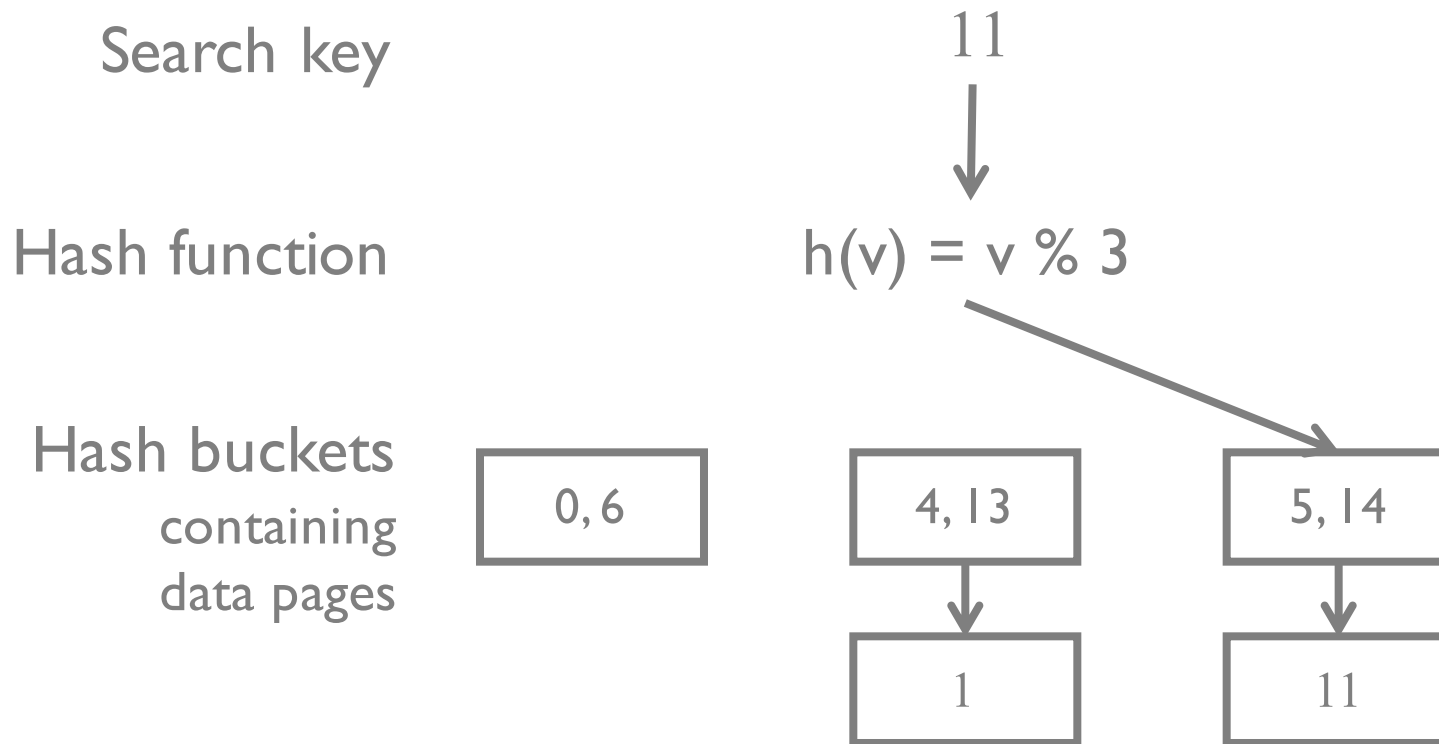 Search key
11
Hash function
h(v) = v % 3
Hash buckets
containing
data pages
0, 6
4, 13
5, 14
1
11